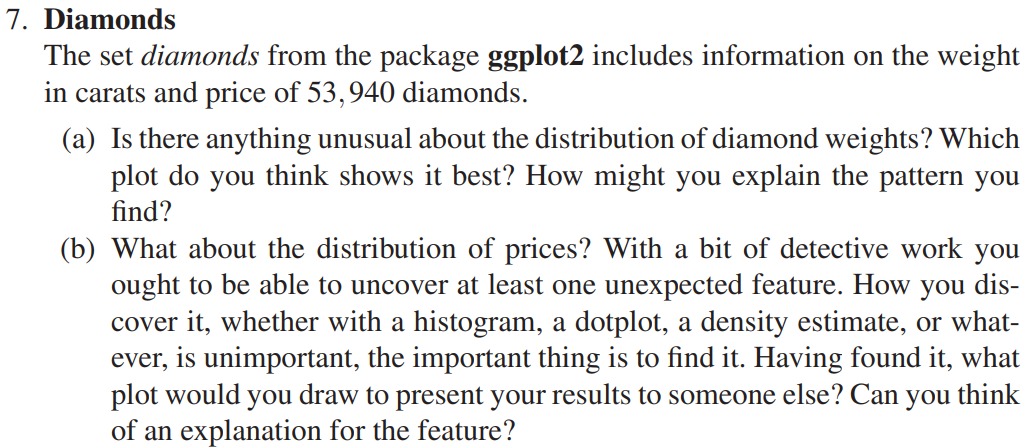 7. Diamonds
The set diamonds from the package ggplot2 includes information on the weight
in carats and price of 53,940 diamonds.
(a) Is there anything unusual about the distribution of diamond weights? Which
plot do you think shows it best? How might you explain the pattern you
find?
(b) What about the distribution of prices? With a bit of detective work you
ought to be able to uncover at least one unexpected feature. How you dis-
cover it, whether with a histogram, a dotplot, a density estimate, or what-
ever, is unimportant, the important thing is to find it. Having found it, what
plot would you draw to present your results to someone else? Can you think
of an explanation for the feature?